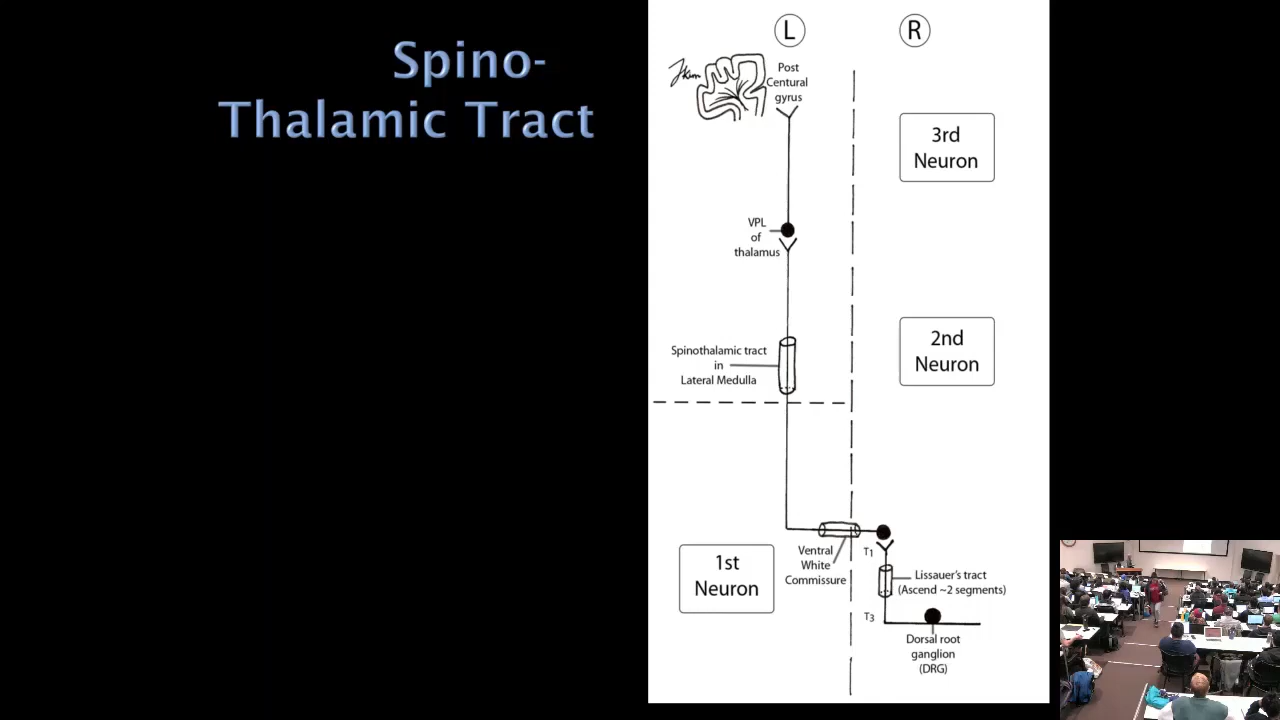 Spino-
Thalamic Tract
L
R
Post
Centural
gyrus
3rd
Neuron
VPL
of
thalamus
2nd
Neuron
Spinothalamic tract
in
Lateral Medulla
1st
Neuron
Ventral
White
Commissure
T1
Lissauer's tract
(Ascend ~2 segments)
T3
Dorsal root
ganglion
(DRG)